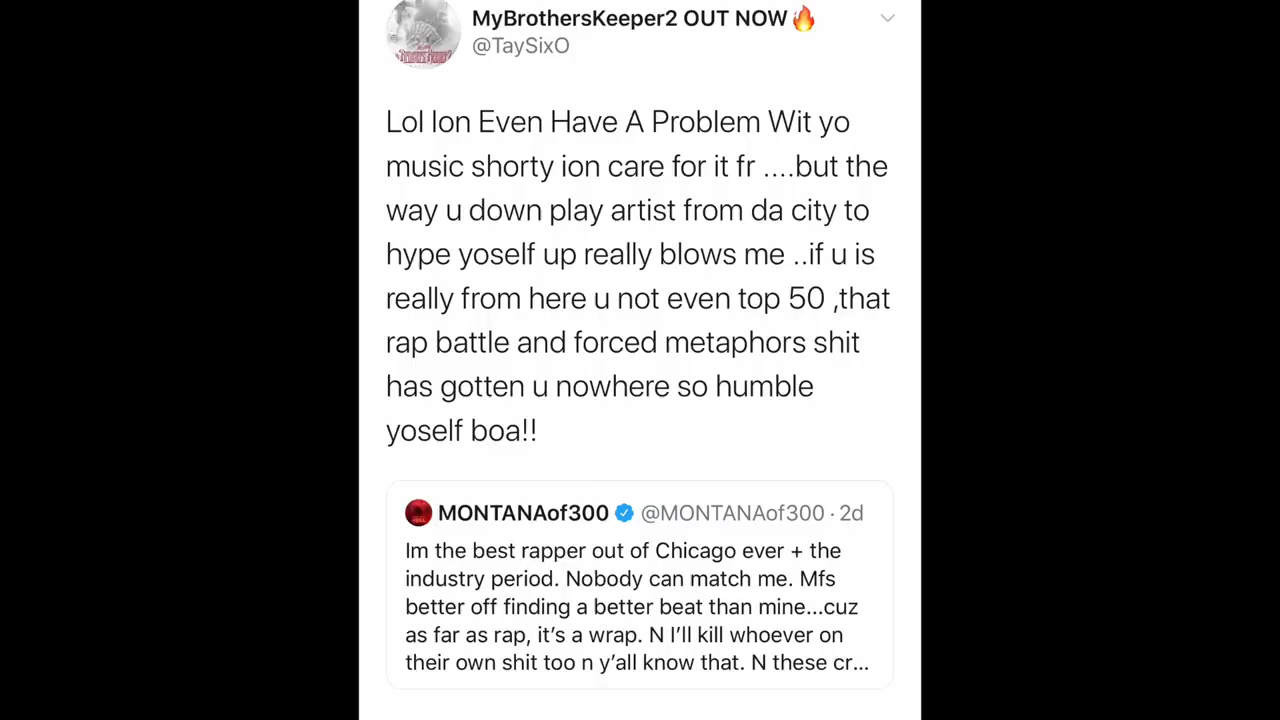 MyBrothersKeeper2 OUT NOW🔥
@TaySixO
Lol Ion Even Have A Problem Wit yo
music shorty ion care for it fr ....but the
way u down play artist from da city to
hype yoself up really blows me ..if u is
really from here u not even top 50 ,that
rap battle and forced metaphors shit
has gotten u nowhere so humble
yoself boa!!
MONTANAof300 @MONTANAof300 · 2d
Im the best rapper out of Chicago ever + the
industry period. Nobody can match me. Mfs
better off finding a better beat than mine...cuz
as far as rap, it’s a wrap. N I’ll kill whoever on
their own shit too n y’all know that. N these cr...